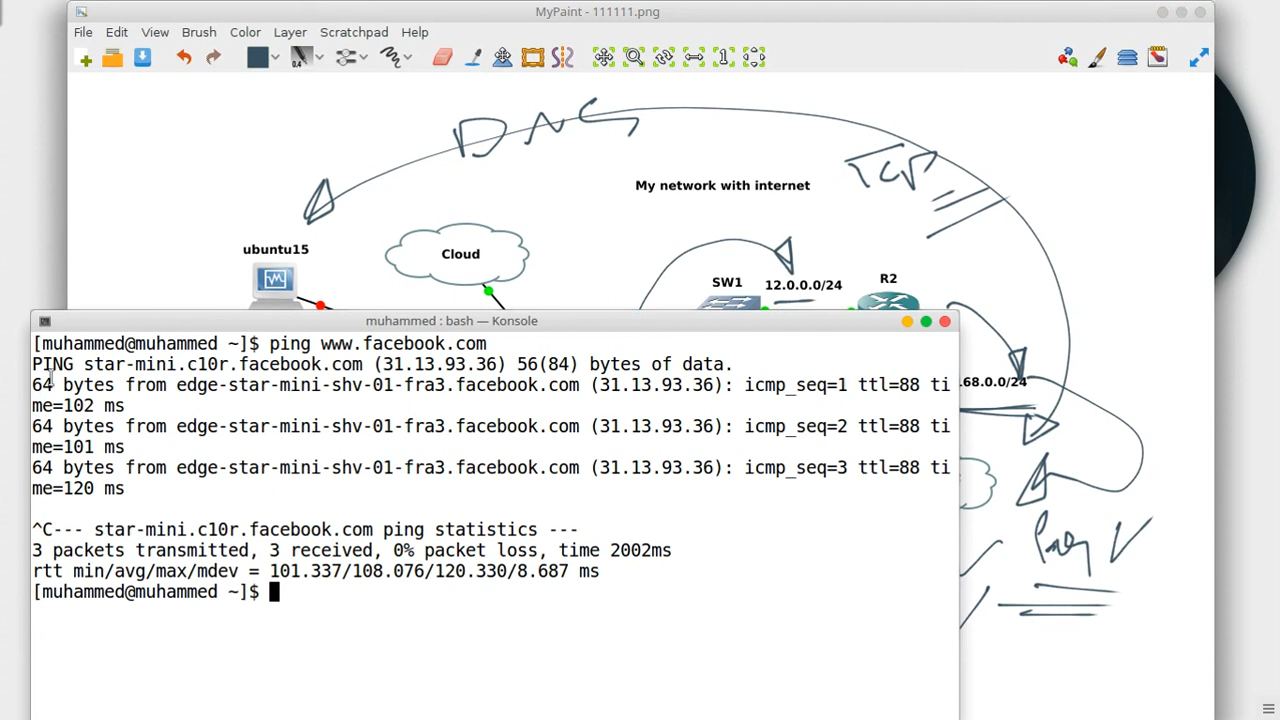 MyPaint - 111111.png
File Edit View Brush Color Layer Scratchpad Help
0.4
1
DNS
TCP
My network with internet
ubuntu15
Cloud
SW1
12.0.0.0/24
R2
muhammed : bash — Konsole
[muhammed@muhammed ~]$ ping www.facebook.com
PING star-mini.c10r.facebook.com (31.13.93.36) 56(84) bytes of data.
64 bytes from edge-star-mini-shv-01-fra3.facebook.com (31.13.93.36): icmp_seq=1 ttl=88 ti
me=102 ms
64 bytes from edge-star-mini-shv-01-fra3.facebook.com (31.13.93.36): icmp_seq=2 ttl=88 ti
me=101 ms
64 bytes from edge-star-mini-shv-01-fra3.facebook.com (31.13.93.36): icmp_seq=3 ttl=88 ti
me=120 ms
^C--- star-mini.c10r.facebook.com ping statistics ---
3 packets transmitted, 3 received, 0% packet loss, time 2002ms
rtt min/avg/max/mdev = 101.337/108.076/120.330/8.687 ms
[muhammed@muhammed ~]$
.68.0.0/24